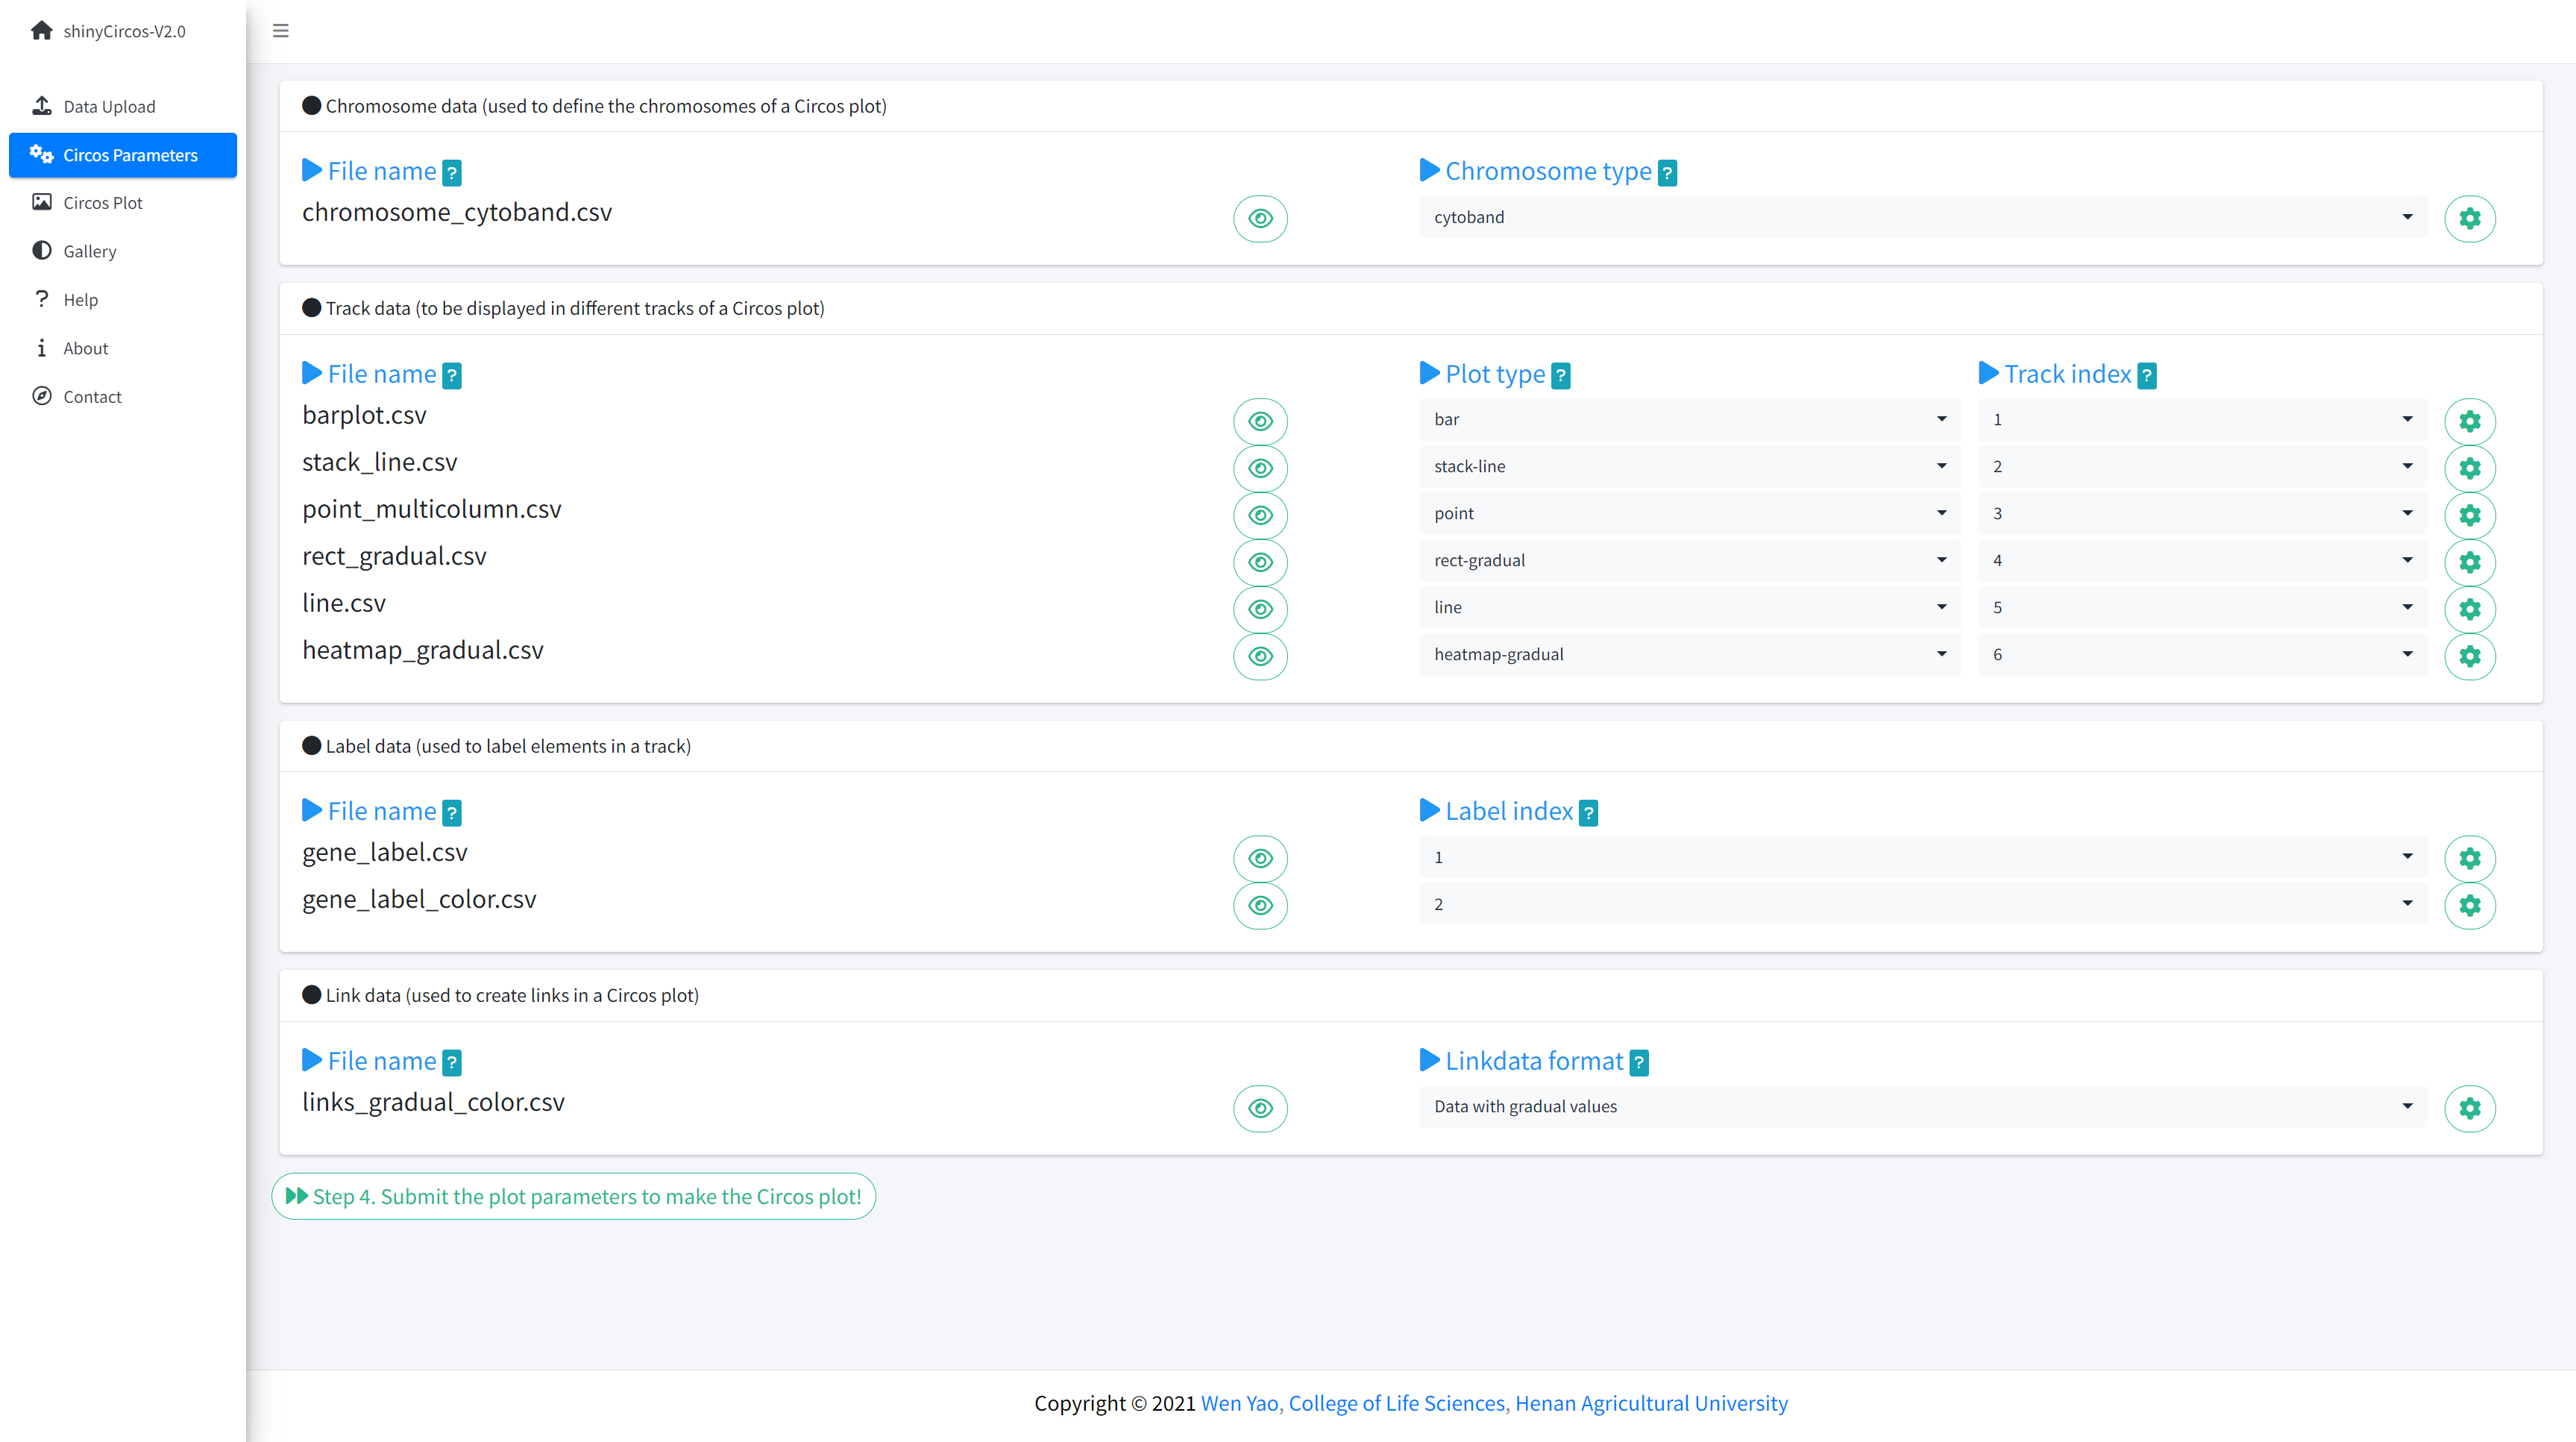 shinyCircos-V2.0
Data Upload
Circos Parameters
Circos Plot
Gallery
Help
About
Contact
Chromosome data (used to define the chromosomes of a Circos plot)
File name ? Chromosome type ?
chromosome_cytoband.csv cytoband
Track data (to be displayed in different tracks of a Circos plot)
File name ? Plot type ? Track index ?
barplot.csv bar 1
stack_line.csv stack-line 2
point_multicolumn.csv point 3
rect_gradual.csv rect-gradual 4
line.csv line 5
heatmap_gradual.csv heatmap-gradual 6
Label data (used to label elements in a track)
File name ? Label index ?
gene_label.csv 1
gene_label_color.csv 2
Link data (used to create links in a Circos plot)
File name ? Linkdata format ?
links_gradual_color.csv Data with gradual values
Step 4. Submit the plot parameters to make the Circos plot!
Copyright © 2021 Wen Yao, College of Life Sciences, Henan Agricultural University